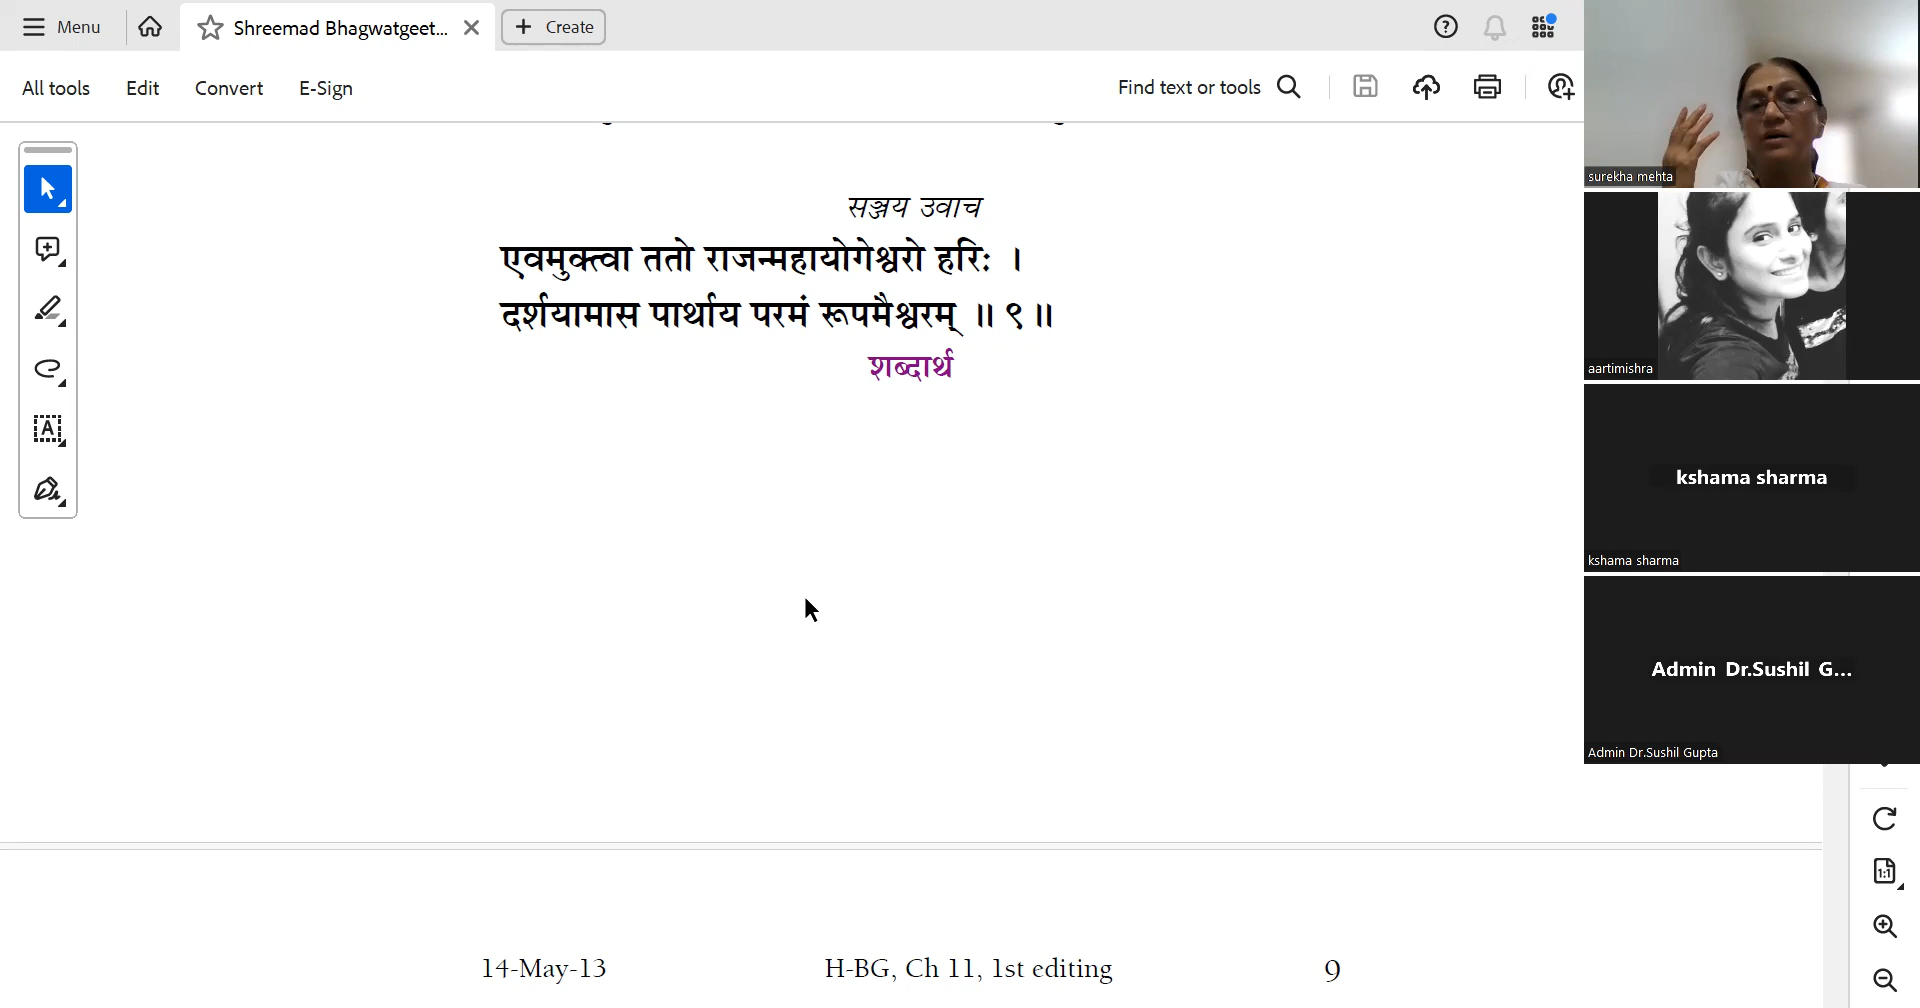 Menu
Shreemad Bhagwatgeet...
Create
All tools
Edit
Convert
E-Sign
Find text or tools
सञ्जय उवाच
एवमुक्त्वा ततो राजन्महायोगेश्वरो हरिः ।
दर्शयामास पार्थाय परमं रूपमैश्वरम् ॥ ९ ॥
शब्दार्थ
14-May-13
H-BG, Ch 11, 1st editing
9
surekha mehta
aartimishra
kshama sharma
kshama sharma
Admin Dr.Sushil G...
Admin Dr.Sushil Gupta